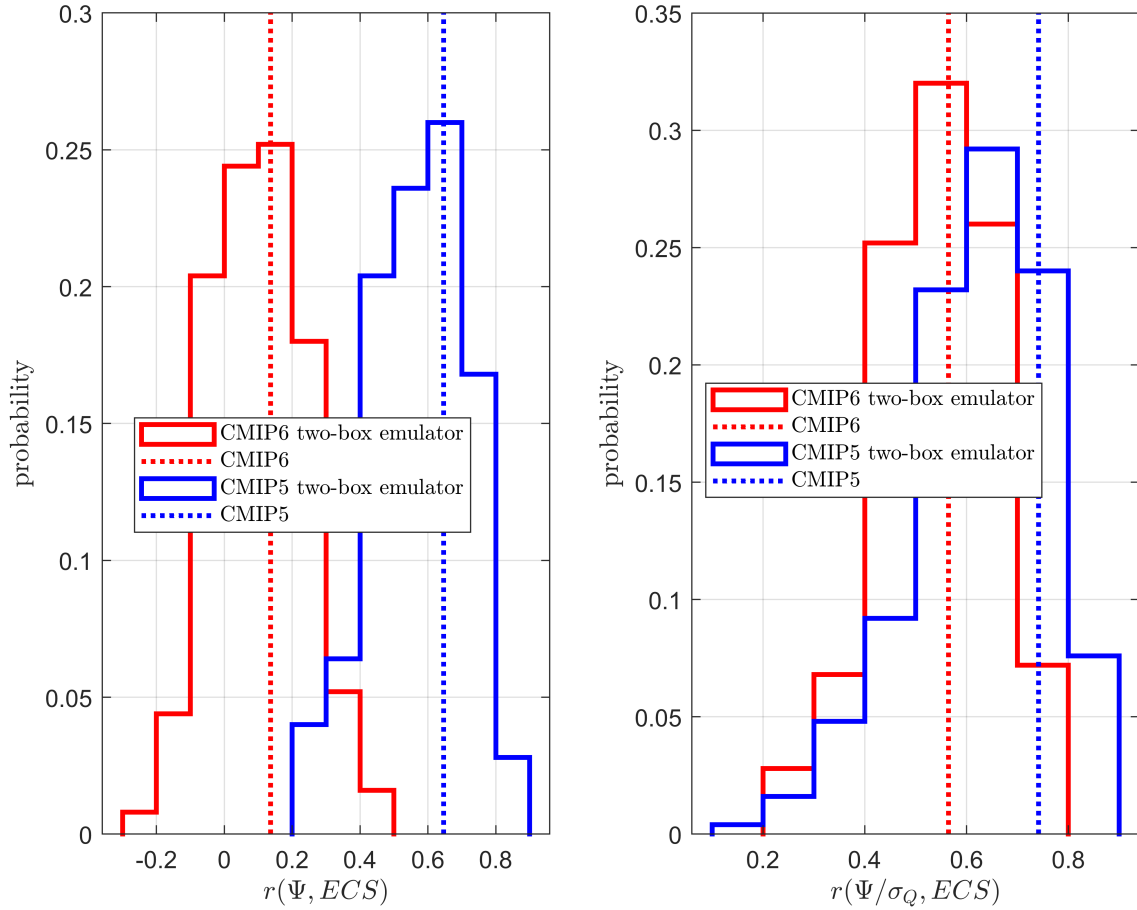 0.3
0.25
0.2
0.15
0.1
0.05
0
probability
CMIP6 two-box emulator
CMIP6
CMIP5 two-box emulator
CMIP5
-0.2 0 0.2 0.4 0.6 0.8
r(Ψ, ECS)
0.35
0.3
0.25
0.2
0.15
0.1
0.05
0
probability
CMIP6 two-box emulator
CMIP6
CMIP5 two-box emulator
CMIP5
0.2 0.4 0.6 0.8
r(Ψ/σ_Q, ECS)